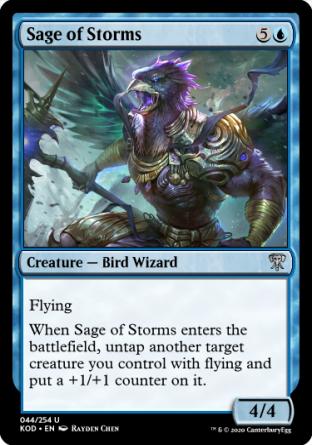 Sage of Storms 5
Creature — Bird Wizard
Flying
When Sage of Storms enters the
battlefield, untap another target
creature you control with flying and
put a +1/+1 counter on it.
4/4
044/254 U
KOD • EN Rayden Chen
™ & © 2020 CanterburyEgg